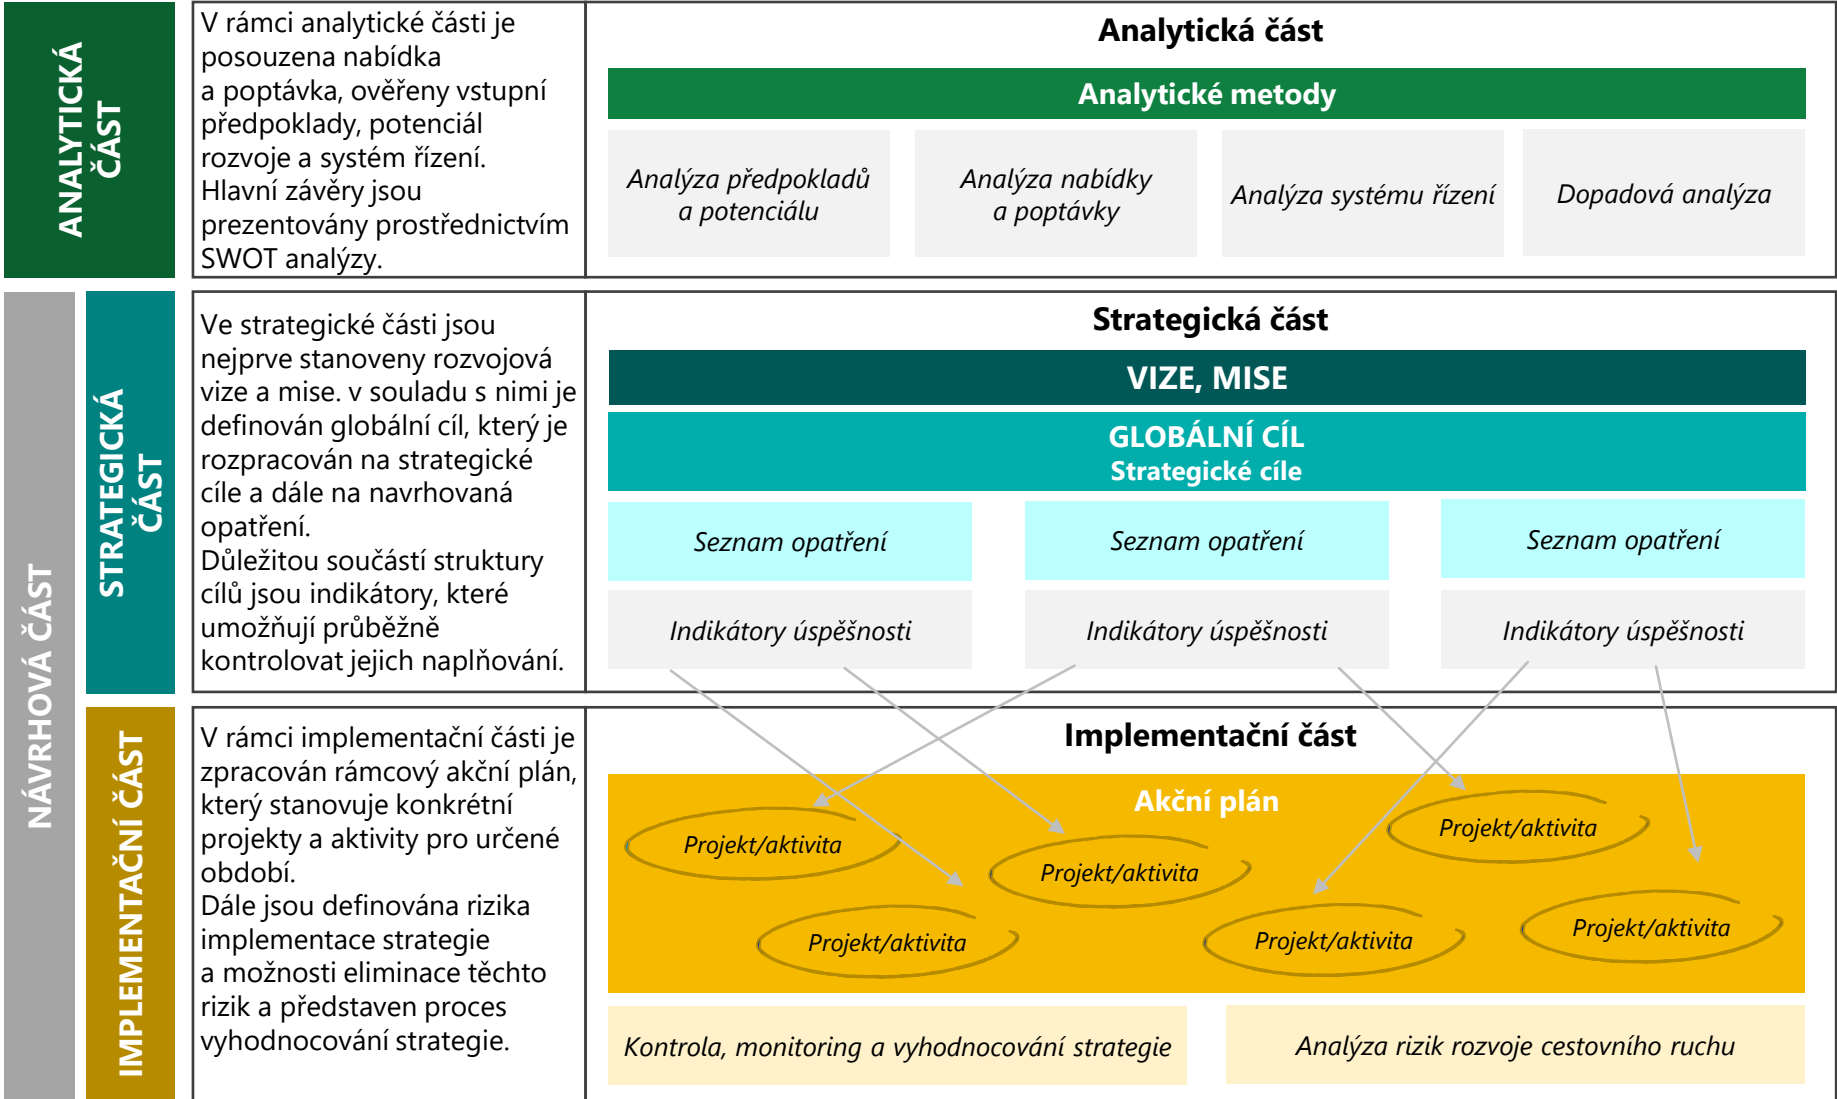 ANALYTICKÁ
ČÁST
V rámci analytické části je
posouzena nabídka
a poptávka, ověřeny vstupní
předpoklady, potenciál
rozvoje a systém řízení.
Hlavní závěry jsou
prezentovány prostřednictvím
SWOT analýzy.
Analytická část
Analytické metody
Analýza předpokladů
a potenciálu
Analýza nabídky
a poptávky
Analýza systému řízení
Dopadová analýza
NÁVRHOVÁ ČÁST
STRATEGICKÁ
ČÁST
Ve strategické části jsou
nejprve stanoveny rozvojová
vize a mise. v souladu s nimi je
definován globální cíl, který je
rozpracován na strategické
cíle a dále na navrhovaná
opatření.
Důležitou součástí struktury
cílů jsou indikátory, které
umožňují průběžně
kontrolovat jejich naplňování.
Strategická část
VIZE, MISE
GLOBÁLNÍ CÍL
Strategické cíle
Seznam opatření
Seznam opatření
Seznam opatření
Indikátory úspěšnosti
Indikátory úspěšnosti
Indikátory úspěšnosti
IMPLEMENTAČNÍ ČÁST
V rámci implementační části je
zpracován rámcový akční plán,
který stanovuje konkrétní
projekty a aktivity pro určené
období.
Dále jsou definována rizika
implementace strategie
a možnosti eliminace těchto
rizik a představen proces
vyhodnocování strategie.
Implementační část
Akční plán
Projekt/aktivita
Projekt/aktivita
Projekt/aktivita
Projekt/aktivita
Projekt/aktivita
Projekt/aktivita
Kontrola, monitoring a vyhodnocování strategie
Analýza rizik rozvoje cestovního ruchu